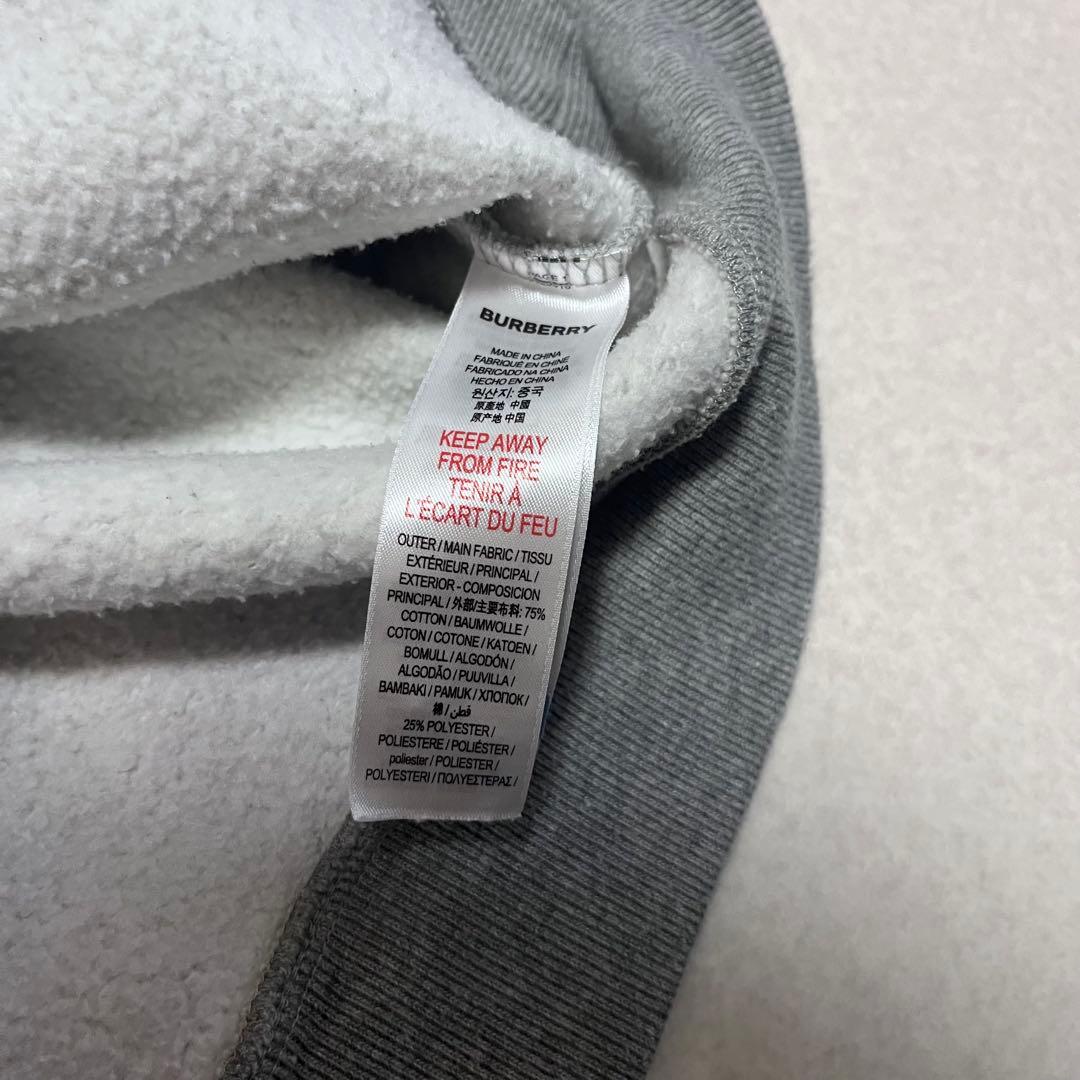 BURBERRY
MADE IN CHINA
FABRIQUÉ EN CHINE
FABRICADO NA CHINA
HECHO EN CHINA
원산지: 중국
原產地 中國
原产地 中国
KEEP AWAY
FROM FIRE
TENIR À
L'ÉCART DU FEU
OUTER / MAIN FABRIC / TISSU
EXTÉRIEUR / PRINCIPAL /
EXTERIOR - COMPOSICION
PRINCIPAL / 外部/主要布料: 75%
COTTON / BAUMWOLLE /
COTON / COTONE / KATOEN /
BOMULL / ALGODÓN /
ALGODÃO / PUUVILLA /
BAMBAKI / PAMUK / ХЛОПОК /
棉 / قطن
25% POLYESTER /
POLIESTERE / POLIÉSTER /
poliester / POLIESTER /
POLYESTERI / ΠΟΛΥΕΣΤΕΡΑΣ /